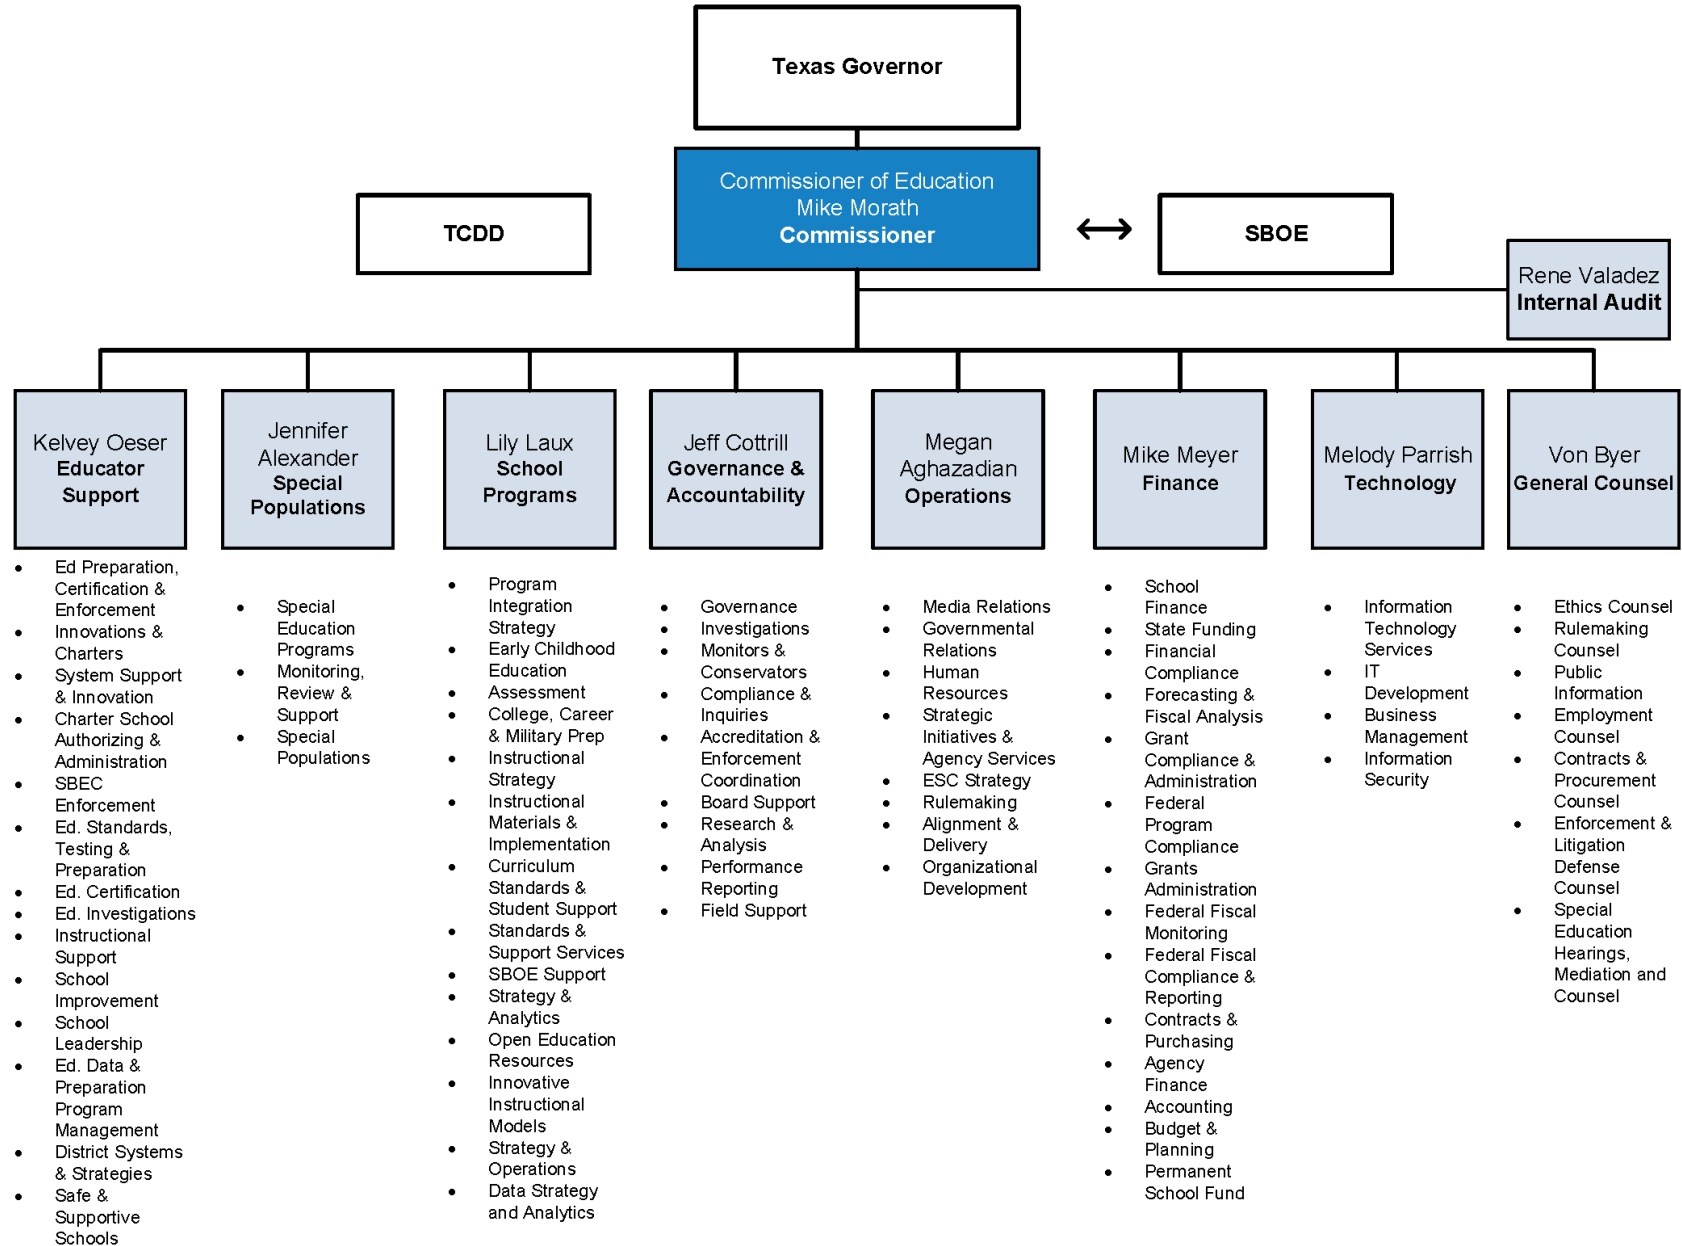 Texas Governor
Commissioner of Education
Mike Morath
Commissioner
TCDD
SBOE
Rene Valadez
Internal Audit
Kelvey Oeser
Educator
Support
Ed Preparation,
Certification &
Enforcement
Innovations &
Charters
System Support
& Innovation
Charter School
Authorizing &
Administration
SBEC
Enforcement
Ed. Standards,
Testing &
Preparation
Ed. Certification
Ed. Investigations
Instructional
Support
School
Improvement
School
Leadership
Ed. Data &
Preparation
Program
Management
District Systems
& Strategies
Safe &
Supportive
Schools
Jennifer
Alexander
Special
Populations
Special
Education
Programs
Monitoring,
Review &
Support
Special
Populations
Lily Laux
School
Programs
Program
Integration
Strategy
Early Childhood
Education
Assessment
College, Career
& Military Prep
Instructional
Strategy
Instructional
Materials &
Implementation
Curriculum
Standards &
Student Support
Standards &
Support Services
SBOE Support
Strategy &
Analytics
Open Education
Resources
Innovative
Instructional
Models
Strategy &
Operations
Data Strategy
and Analytics
Jeff Cottrill
Governance &
Accountability
Governance
Investigations
Monitors &
Conservators
Compliance &
Inquiries
Accreditation &
Enforcement
Coordination
Board Support
Research &
Analysis
Performance
Reporting
Field Support
Megan
Aghazadian
Operations
Media Relations
Governmental
Relations
Human
Resources
Strategic
Initiatives &
Agency Services
ESC Strategy
Rulemaking
Alignment &
Delivery
Organizational
Development
Mike Meyer
Finance
School
Finance
State Funding
Financial
Compliance
Forecasting &
Fiscal Analysis
Grant
Compliance &
Administration
Federal
Program
Compliance
Grants
Administration
Federal Fiscal
Monitoring
Federal Fiscal
Compliance &
Reporting
Contracts &
Purchasing
Agency
Finance
Accounting
Budget &
Planning
Permanent
School Fund
Melody Parrish
Technology
Information
Technology
Services
IT
Development
Business
Management
Information
Security
Von Byer
General Counsel
Ethics Counsel
Rulemaking
Counsel
Public
Information
Employment
Counsel
Contracts &
Procurement
Counsel
Enforcement &
Litigation
Defense
Counsel
Special
Education
Hearings,
Mediation and
Counsel